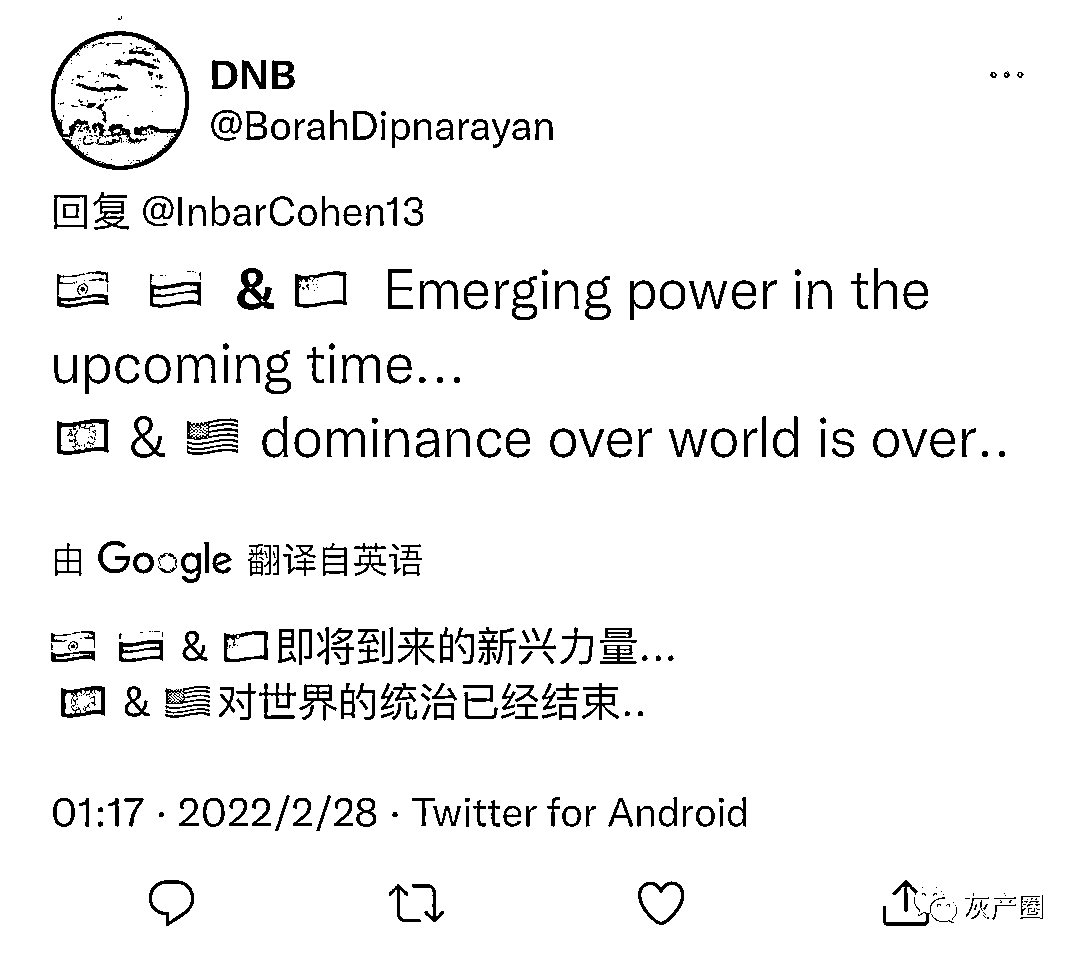 DNB
@BorahDipnarayan
回复 @InbarCohen13
🇮🇳 🇷🇺 & 🇨🇳 Emerging power in the
upcoming time...
🇪🇺 & 🇺🇸 dominance over world is over..
由 Google 翻译自英语
🇮🇳 🇷🇺 & 🇨🇳即将到来的新兴力量...
🇪🇺 & 🇺🇸对世界的统治已经结束..
01:17 · 2022/2/28 · Twitter for Android
灰产圈